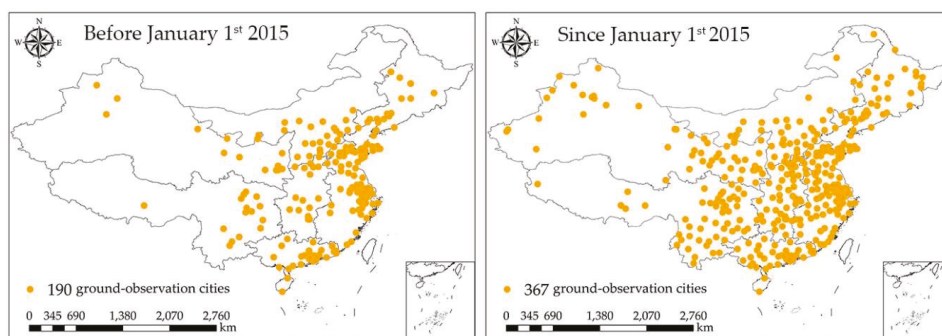 Before January 1st 2015
N
W E
S
190 ground-observation cities
0 345 690 1,380 2,070 2,760
km
Since January 1st 2015
N
W E
S
367 ground-observation cities
0 345 690 1,380 2,070 2,760
km